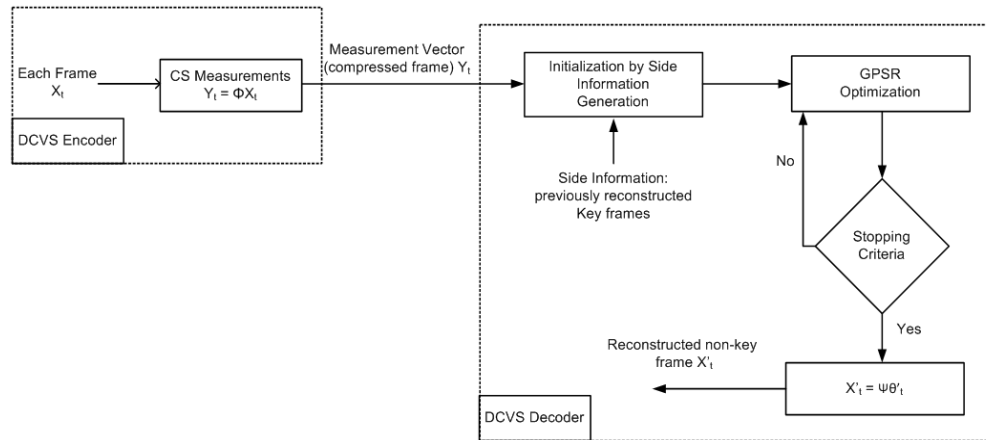 Each Frame
Xt
CS Measurements
Yt = ΦXt
DCVS Encoder
Measurement Vector
(compressed frame) Yt
Initialization by Side
Information
Generation
Side Information:
previously reconstructed
Key frames
GPSR
Optimization
No
Stopping
Criteria
Yes
X't = Ψθ't
Reconstructed non-key
frame X't
DCVS Decoder